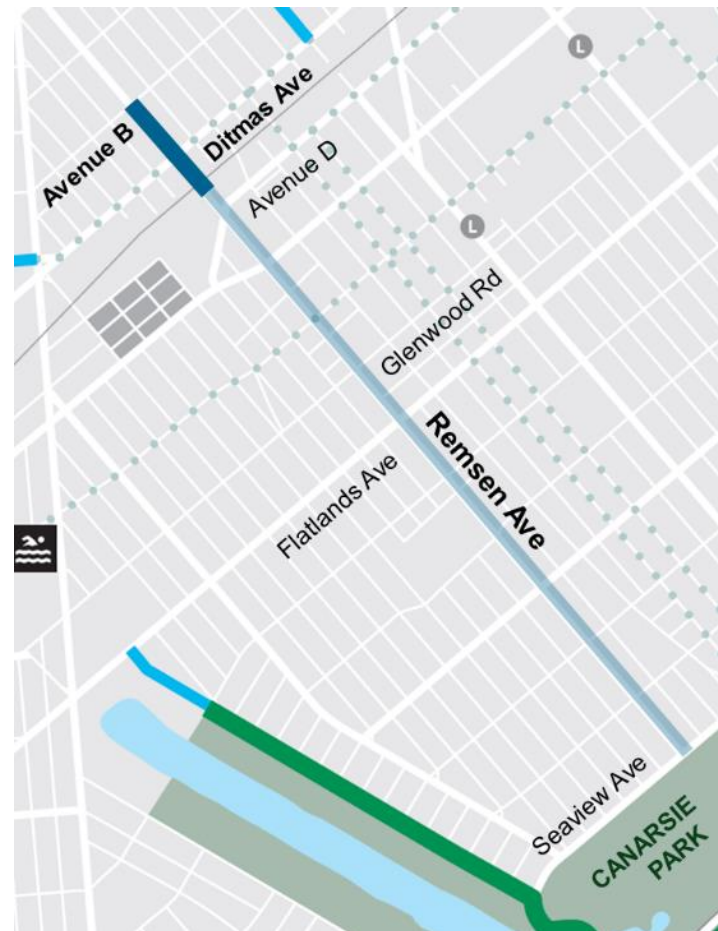 L
Ditmas Ave
Avenue B
Avenue D
L
Glenwood Rd
Remsen Ave
Flatlands Ave
Seaview Ave
CANARSIE
PARK